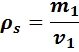 ρₛ = m₁/v₁